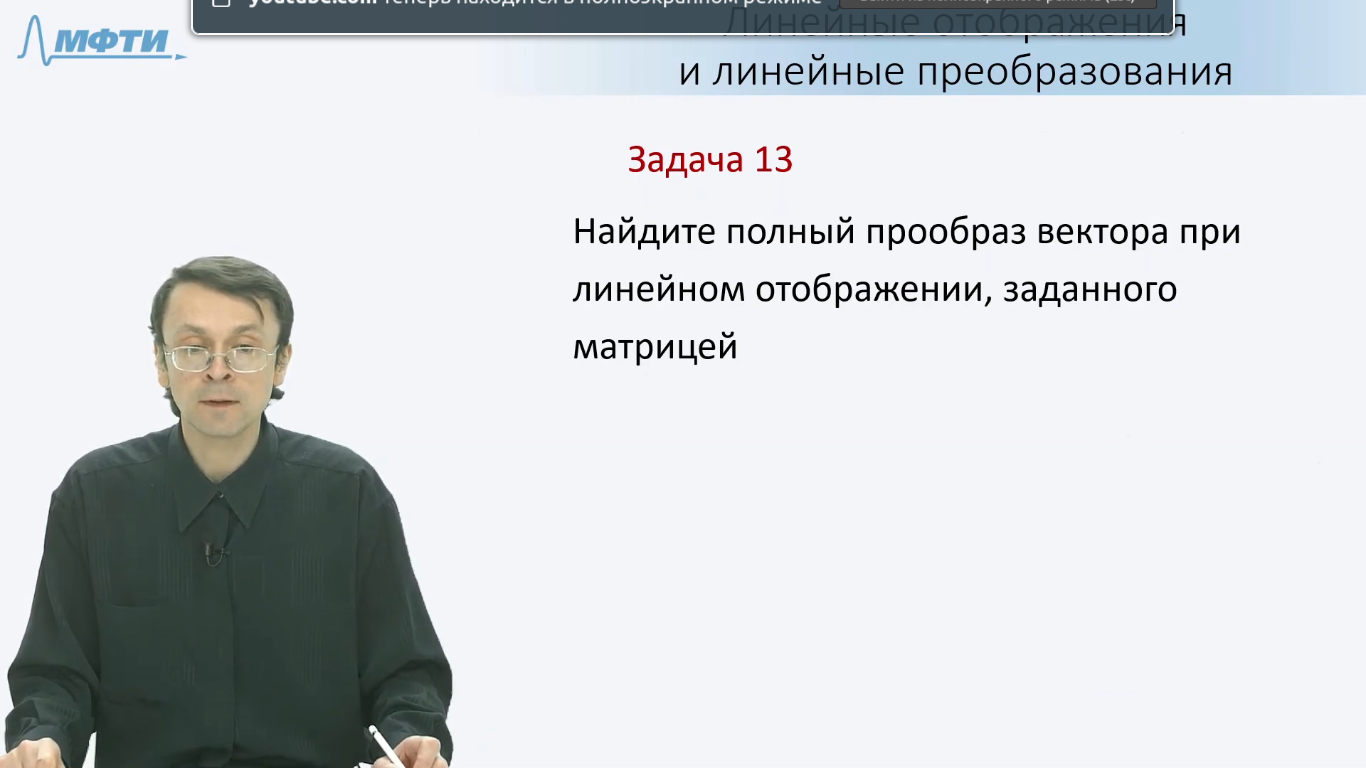 youtube.com теперь находится в полноэкранном режиме
МФТИ
Линейные отображения
и линейные преобразования
Задача 13
Найдите полный прообраз вектора при
линейном отображении, заданного
матрицей